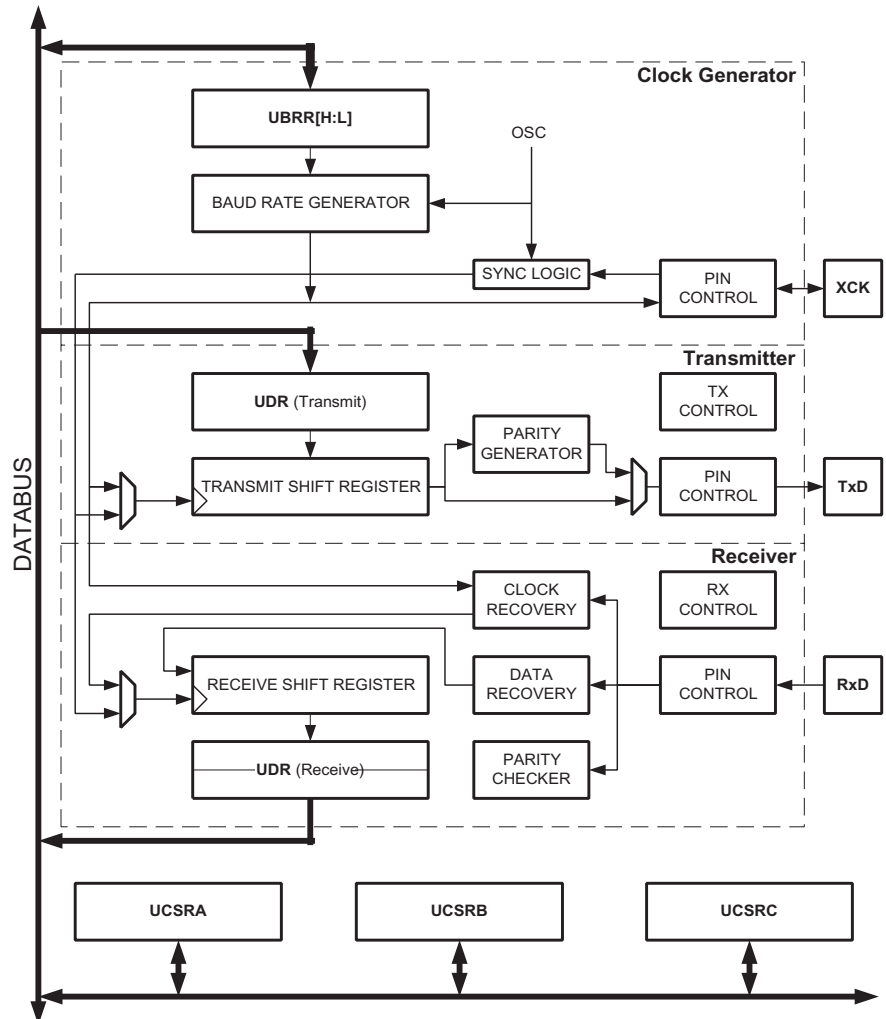 Clock Generator
UBRR[H:L]
OSC
BAUD RATE GENERATOR
SYNC LOGIC
PIN
CONTROL
XCK
DATABUS
Transmitter
UDR (Transmit)
TX
CONTROL
PARITY
GENERATOR
TRANSMIT SHIFT REGISTER
PIN
CONTROL
TxD
Receiver
CLOCK
RECOVERY
RX
CONTROL
RECEIVE SHIFT REGISTER
DATA
RECOVERY
PIN
CONTROL
RxD
UDR (Receive)
PARITY
CHECKER
UCSRA
UCSRB
UCSRC